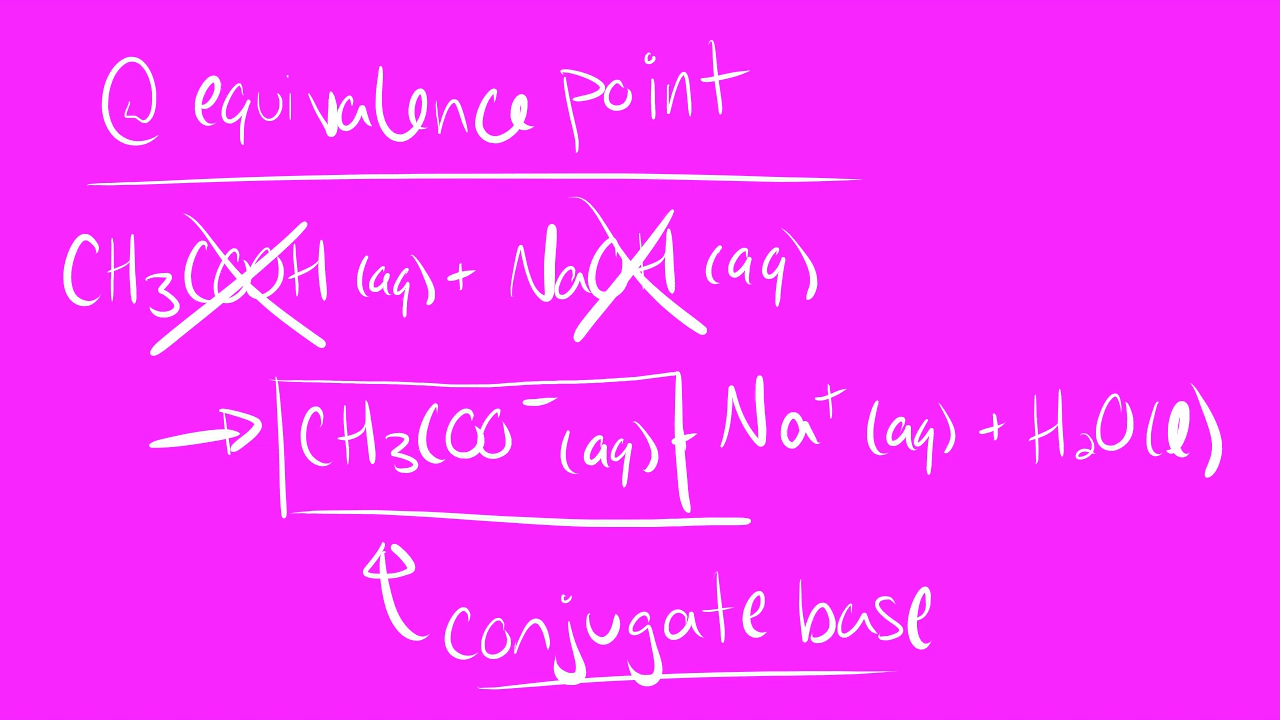 @ equivalence point
CH₃COOH (aq) + NaOH (aq)
→ CH₃COO⁻ (aq) + Na⁺ (aq) + H₂O(l)
conjugate base